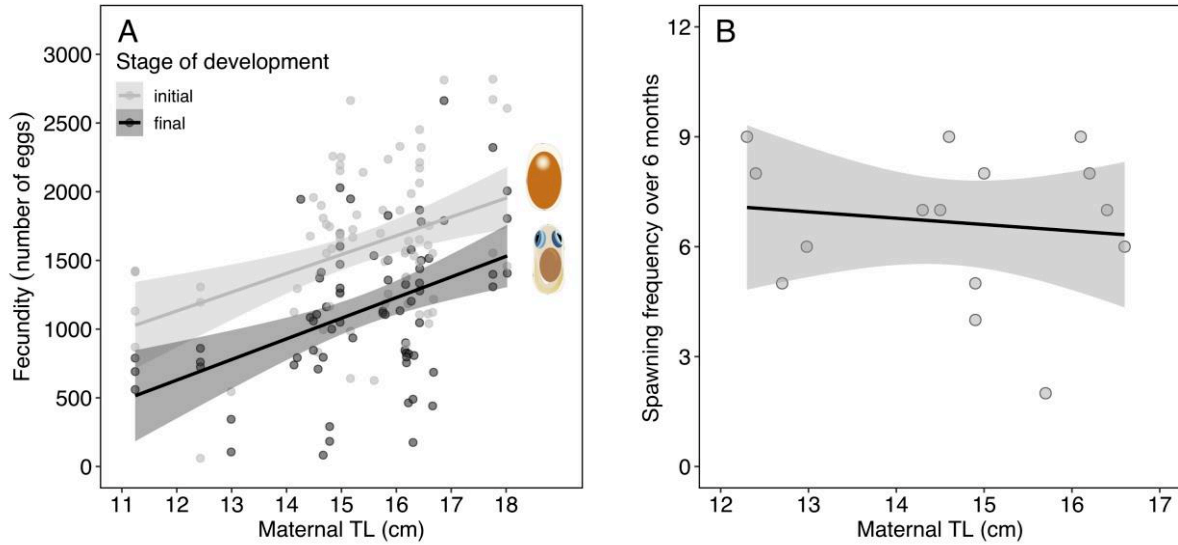 A
Stage of development
initial
final
Fecundity (number of eggs)
3000
2500
2000
1500
1000
500
0
11 12 13 14 15 16 17 18
Maternal TL (cm)
B
Spawning frequency over 6 months
12
9
6
3
0
12 13 14 15 16 17
Maternal TL (cm)